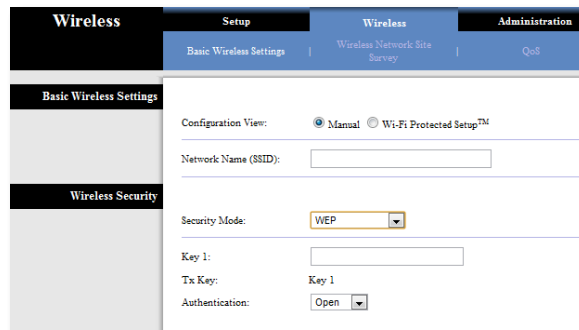 Wireless
Setup
Wireless
Administration
Basic Wireless Settings | Wireless Network Site Survey | QoS
Basic Wireless Settings
Configuration View: Manual Wi-Fi Protected Setup™
Network Name (SSID):
Wireless Security
Security Mode: WEP
Key 1:
Tx Key: Key 1
Authentication: Open